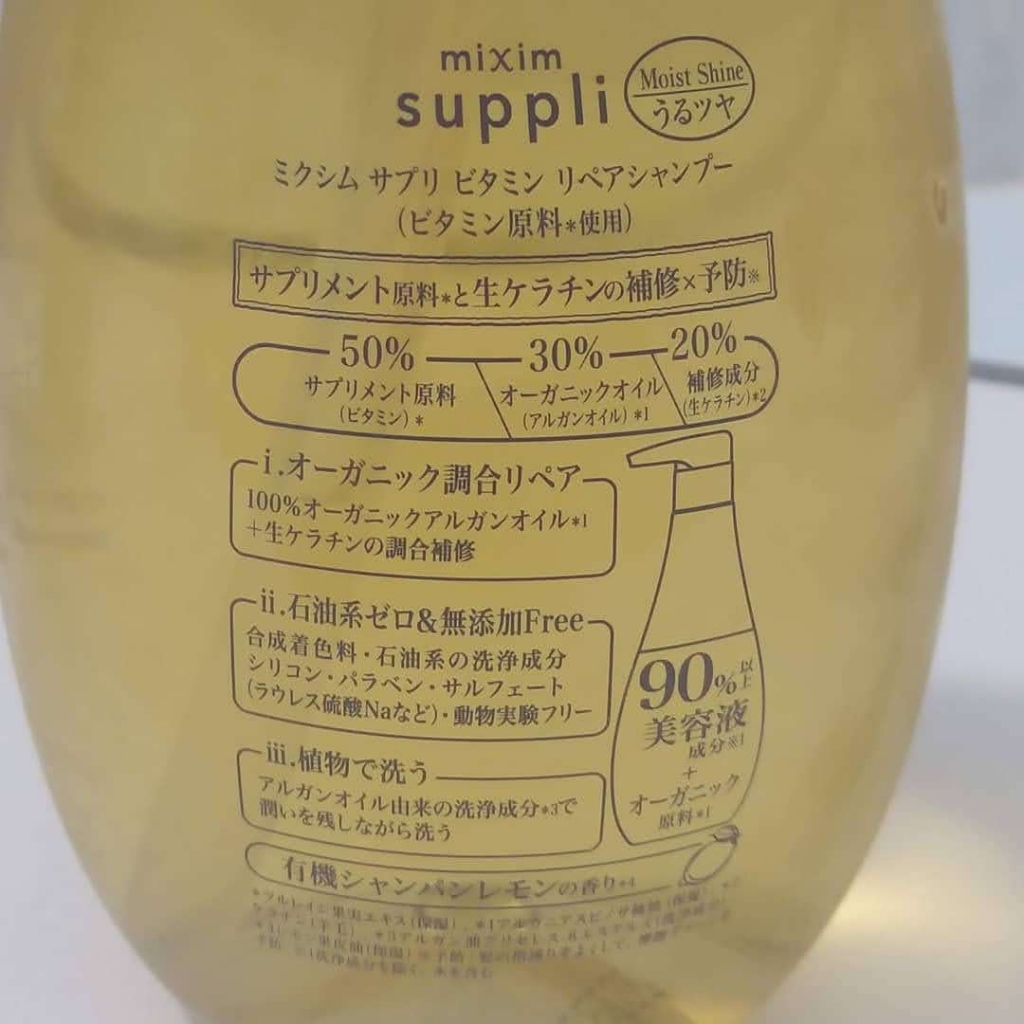 mixim
suppli
Moist Shine
うるツヤ
ミクシム サプリ ビタミン リペアシャンプー
(ビタミン原料*使用)
サプリメント原料*と生ケラチンの補修×予防※
50%
サプリメント原料
(ビタミン)*
30%
オーガニックオイル
(アルガンオイル)*1
20%
補修成分
(生ケラチン)*2
i.オーガニック調合リペア
100%オーガニックアルガンオイル*1
+生ケラチンの調合補修
ii.石油系ゼロ&無添加Free
合成着色料・石油系の洗浄成分
シリコン・パラベン・サルフェート
(ラウレス硫酸Naなど)・動物実験フリー
iii.植物で洗う
アルガンオイル由来の洗浄成分*3で
潤いを残しながら洗う
90%以上
美容液
成分※1
+
オーガニック
原料*1
有機シャンパンレモンの香り*4